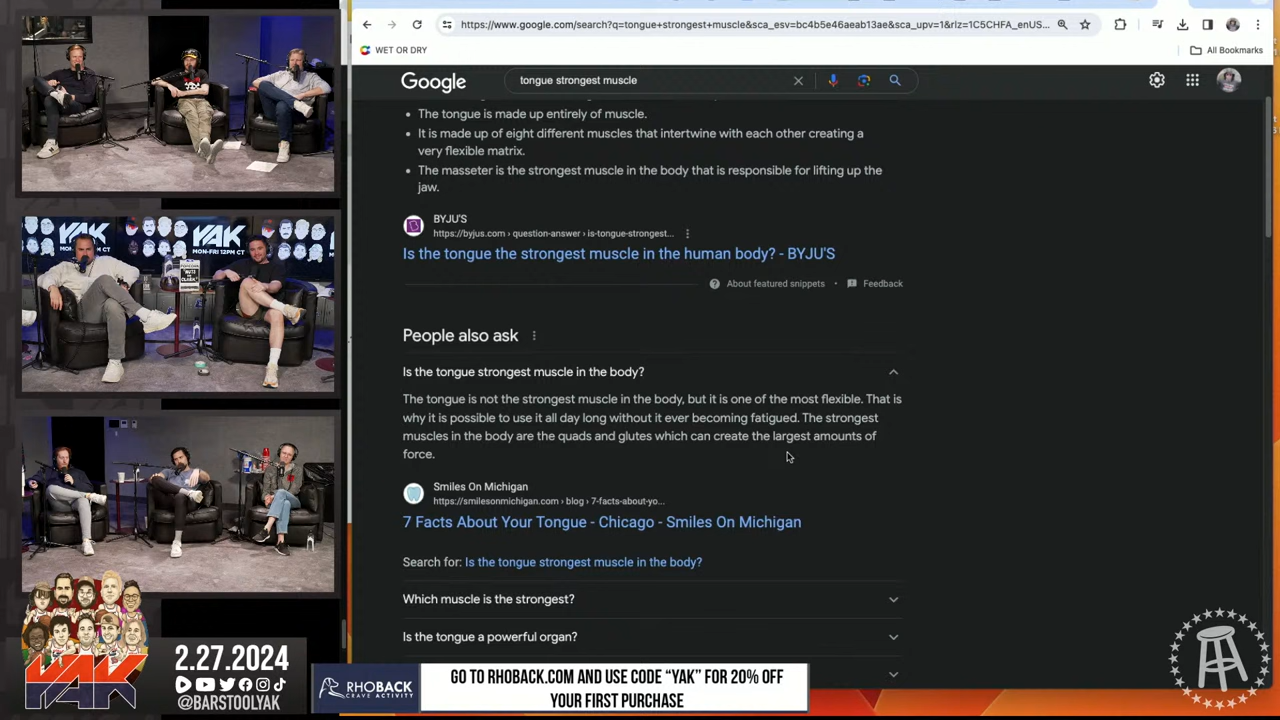 https://www.google.com/search?q=tongue+strongest+muscle&sca_esv=bc4b5e46aeab13ae&sca_upv=1&rlz=1C5CHFA_enUS...
WET OR DRY
All Bookmarks
Google
tongue strongest muscle
The tongue is made up entirely of muscle.
It is made up of eight different muscles that intertwine with each other creating a
very flexible matrix.
The masseter is the strongest muscle in the body that is responsible for lifting up the
jaw.
BYJU'S
https://byjus.com › question-answer › is-tongue-strongest...
Is the tongue the strongest muscle in the human body? - BYJU'S
About featured snippets • Feedback
People also ask
Is the tongue strongest muscle in the body?
The tongue is not the strongest muscle in the body, but it is one of the most flexible. That is
why it is possible to use it all day long without it ever becoming fatigued. The strongest
muscles in the body are the quads and glutes which can create the largest amounts of
force.
Smiles On Michigan
https://smilesonmichigan.com › blog › 7-facts-about-yo...
7 Facts About Your Tongue - Chicago - Smiles On Michigan
Search for: Is the tongue strongest muscle in the body?
Which muscle is the strongest?
Is the tongue a powerful organ?
YAK
MON-FRI 12PM CT
YAK
YAK
2.27.2024
@BARSTOOLYAK
RHOBACK
CRAVE ACTIVITY
GO TO RHOBACK.COM AND USE CODE “YAK” FOR 20% OFF
YOUR FIRST PURCHASE